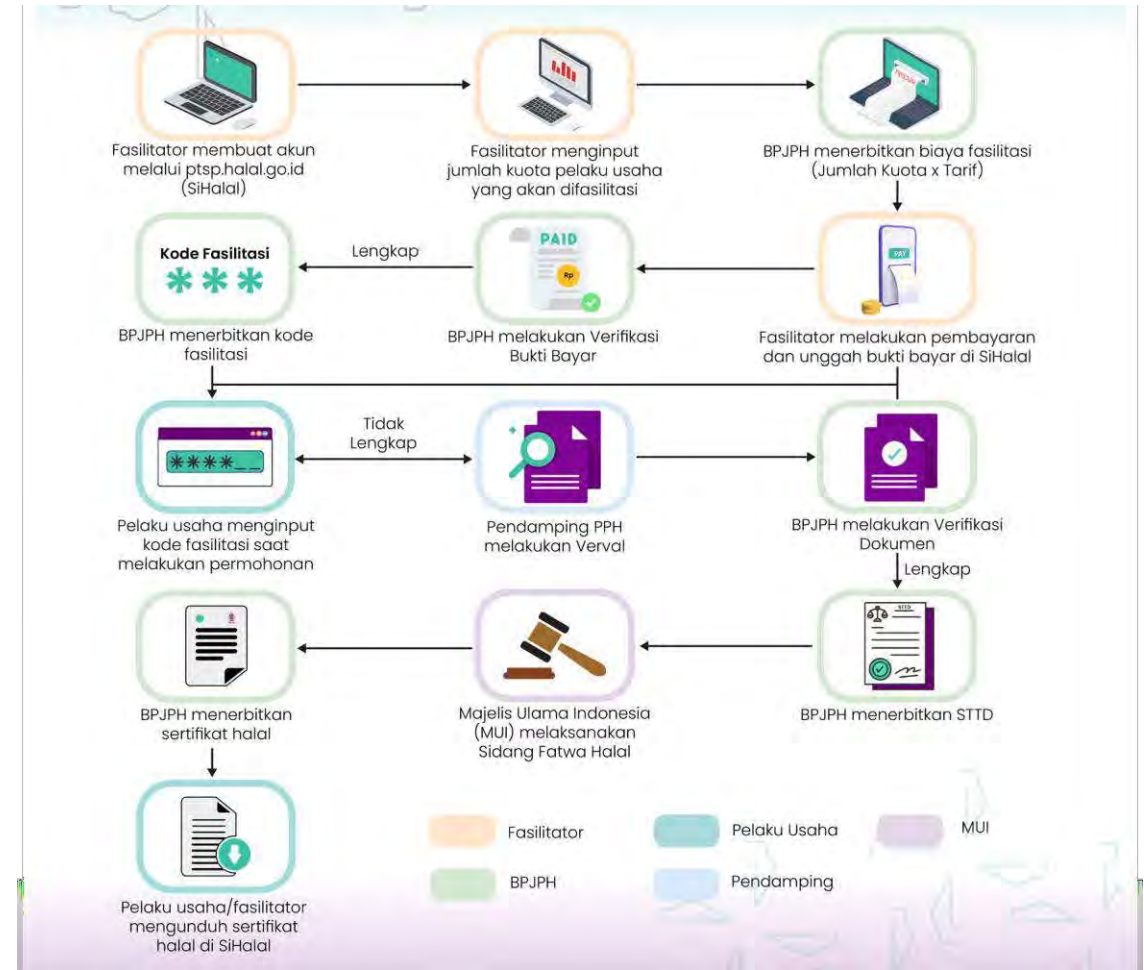 Fasilitator membuat akun
melalui ptsp.halal.go.id
(SiHalal)
Fasilitator menginput
jumlah kuota pelaku usaha
yang akan difasilitasi
BPJPH menerbitkan biaya fasilitasi
(Jumlah Kuota x Tarif)
Kode Fasilitasi
***
Lengkap
PAID
Rp
PAY
BPJPH menerbitkan kode
fasilitasi
BPJPH melakukan Verifikasi
Bukti Bayar
Fasilitator melakukan pembayaran
dan unggah bukti bayar di SiHalal
****__
Tidak
Lengkap
Pelaku usaha menginput
kode fasilitasi saat
melakukan permohonan
Pendamping PPH
melakukan Verval
BPJPH melakukan Verifikasi
Dokumen
Lengkap
STTD
BPJPH menerbitkan
sertifikat halal
Majelis Ulama Indonesia
(MUI) melaksanakan
Sidang Fatwa Halal
BPJPH menerbitkan STTD
Pelaku usaha/fasilitator
mengunduh sertifikat
halal di SiHalal
Fasilitator
Pelaku Usaha
MUI
BPJPH
Pendamping